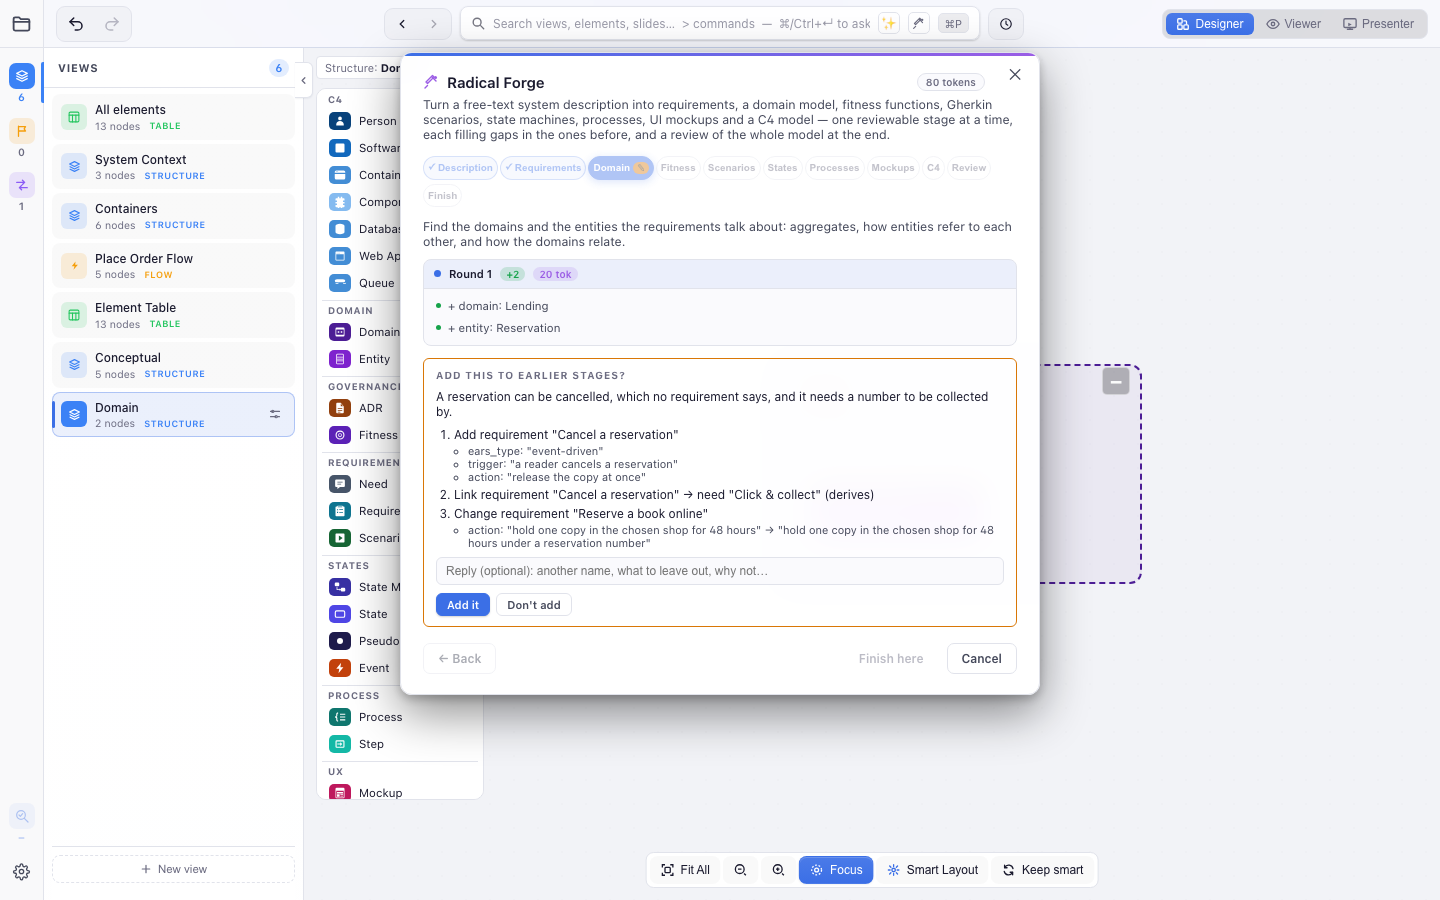 Search views, elements, slides... > commands — ⌘/Ctrl+↵ to ask
⌘P
Designer
Viewer
Presenter
6
0
1
–
VIEWS
6
All elements
13 nodes TABLE
System Context
3 nodes STRUCTURE
Containers
6 nodes STRUCTURE
Place Order Flow
5 nodes FLOW
Element Table
13 nodes TABLE
Conceptual
5 nodes STRUCTURE
Domain
2 nodes STRUCTURE
+ New view
Structure: Dor
C4
Person
Softwar
Contain
Compor
Databas
Web Ap
Queue
DOMAIN
Domain
Entity
GOVERNANC
ADR
Fitness
REQUIREMEN
Need
Require
Scenari
STATES
State M
State
Pseudo
Event
PROCESS
Process
Step
UX
Mockup
Radical Forge
80 tokens
Turn a free-text system description into requirements, a domain model, fitness functions, Gherkin
scenarios, state machines, processes, UI mockups and a C4 model — one reviewable stage at a time,
each filling gaps in the ones before, and a review of the whole model at the end.
✓ Description
✓ Requirements
Domain
Fitness
Scenarios
States
Processes
Mockups
C4
Review
Finish
Find the domains and the entities the requirements talk about: aggregates, how entities refer to each
other, and how the domains relate.
Round 1 +2 20 tok
+ domain: Lending
+ entity: Reservation
ADD THIS TO EARLIER STAGES?
A reservation can be cancelled, which no requirement says, and it needs a number to be collected
by.
1. Add requirement "Cancel a reservation"
ears_type: "event-driven"
trigger: "a reader cancels a reservation"
action: "release the copy at once"
2. Link requirement "Cancel a reservation" → need "Click & collect" (derives)
3. Change requirement "Reserve a book online"
action: "hold one copy in the chosen shop for 48 hours" → "hold one copy in the chosen shop for 48
hours under a reservation number"
Reply (optional): another name, what to leave out, why not…
Add it
Don't add
← Back
Finish here
Cancel
Fit All
Focus
Smart Layout
Keep smart